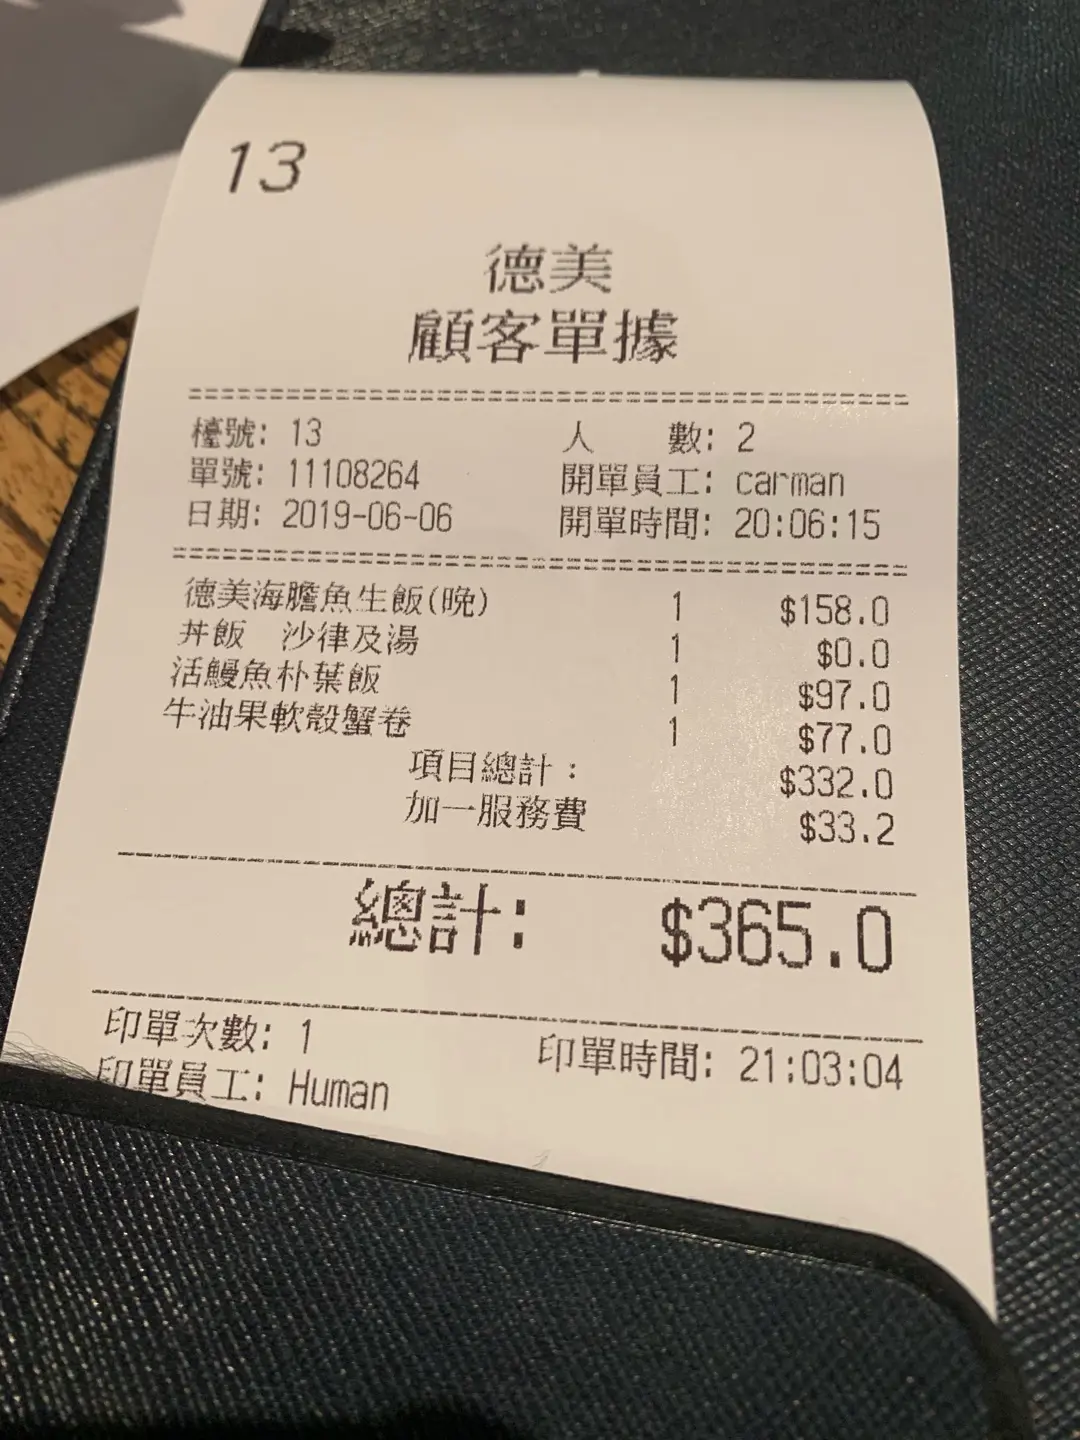 13
德美
顧客單據
檯號: 13 人 數: 2
單號: 11108264 開單員工: carman
日期: 2019-06-06 開單時間: 20:06:15
德美海膽魚生飯(晚) 1 $158.0
丼飯 沙律及湯 1 $0.0
活鰻魚朴葉飯 1 $97.0
牛油果軟殼蟹卷 1 $77.0
項目總計: $332.0
加一服務費 $33.2
總計: $365.0
印單次數: 1 印單時間: 21:03:04
印單員工: Human